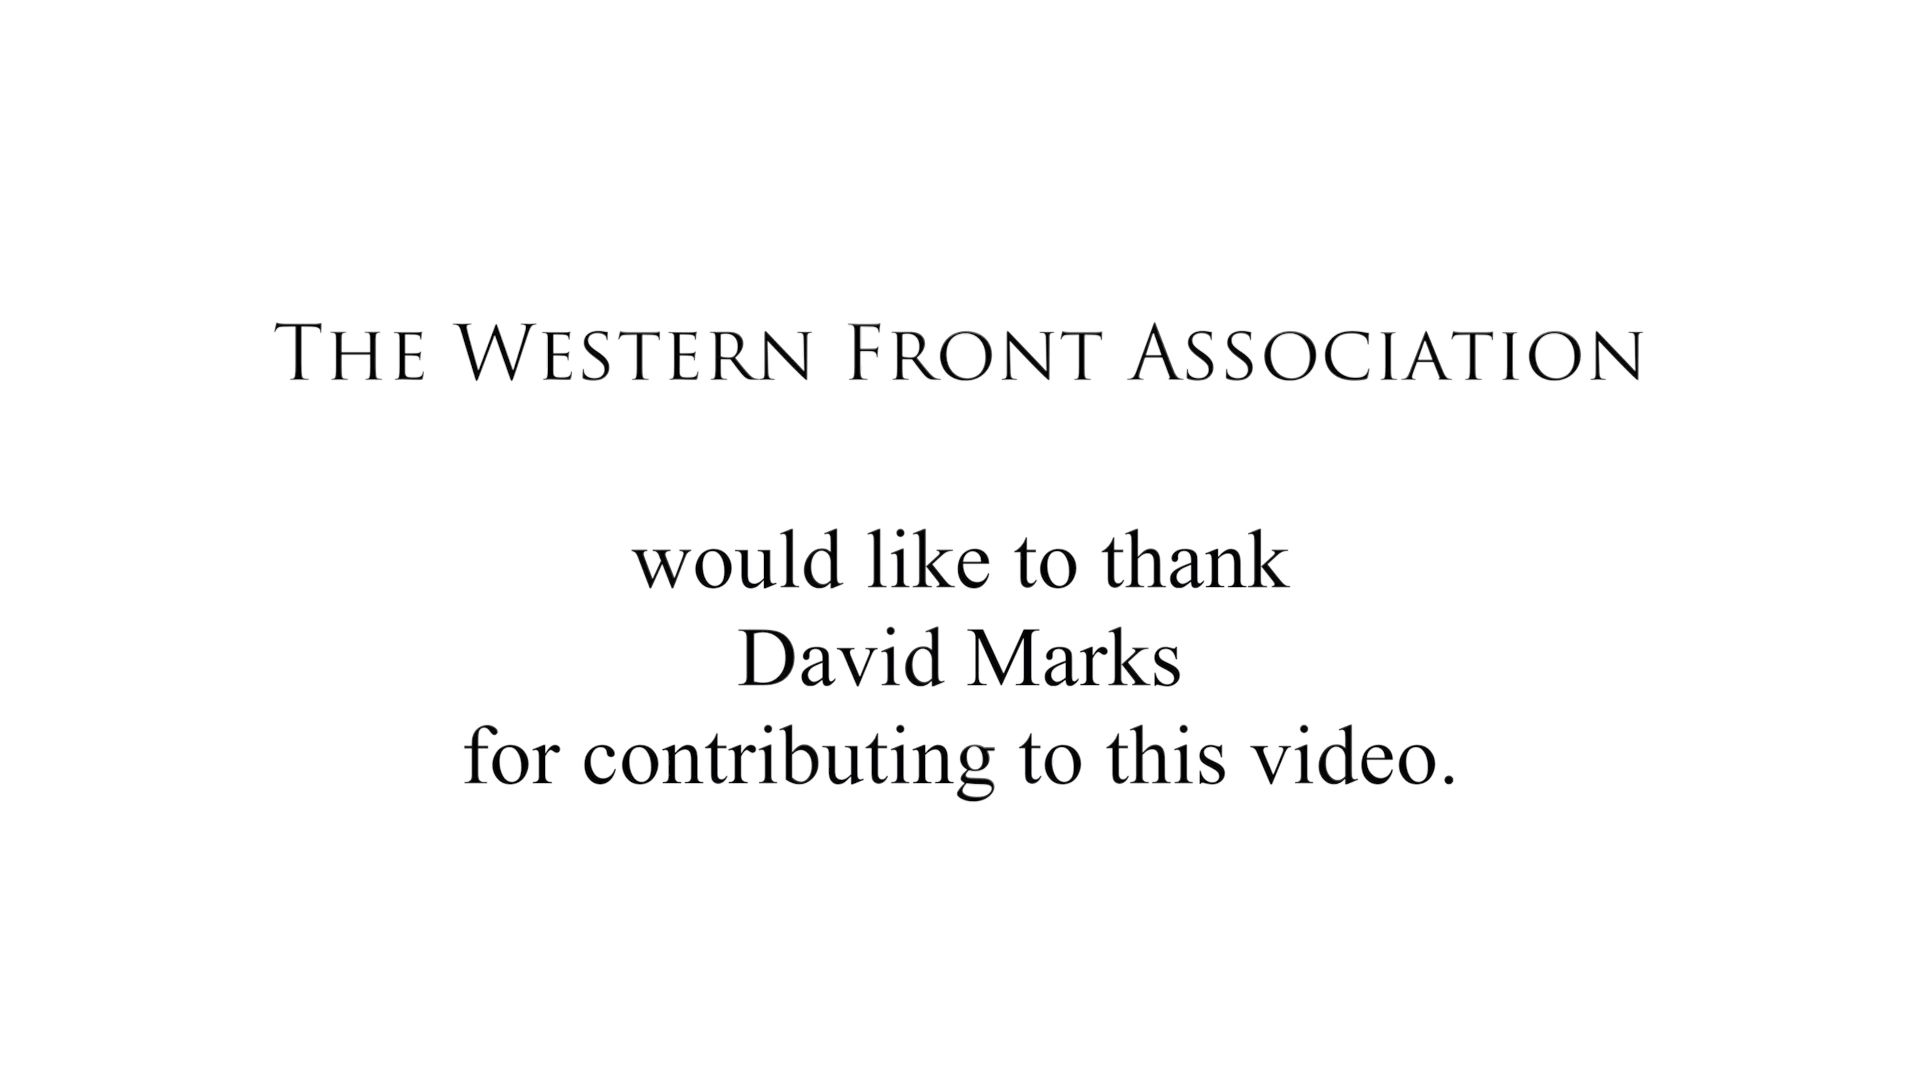 The Western Front Association
would like to thank
David Marks
for contributing to this video.